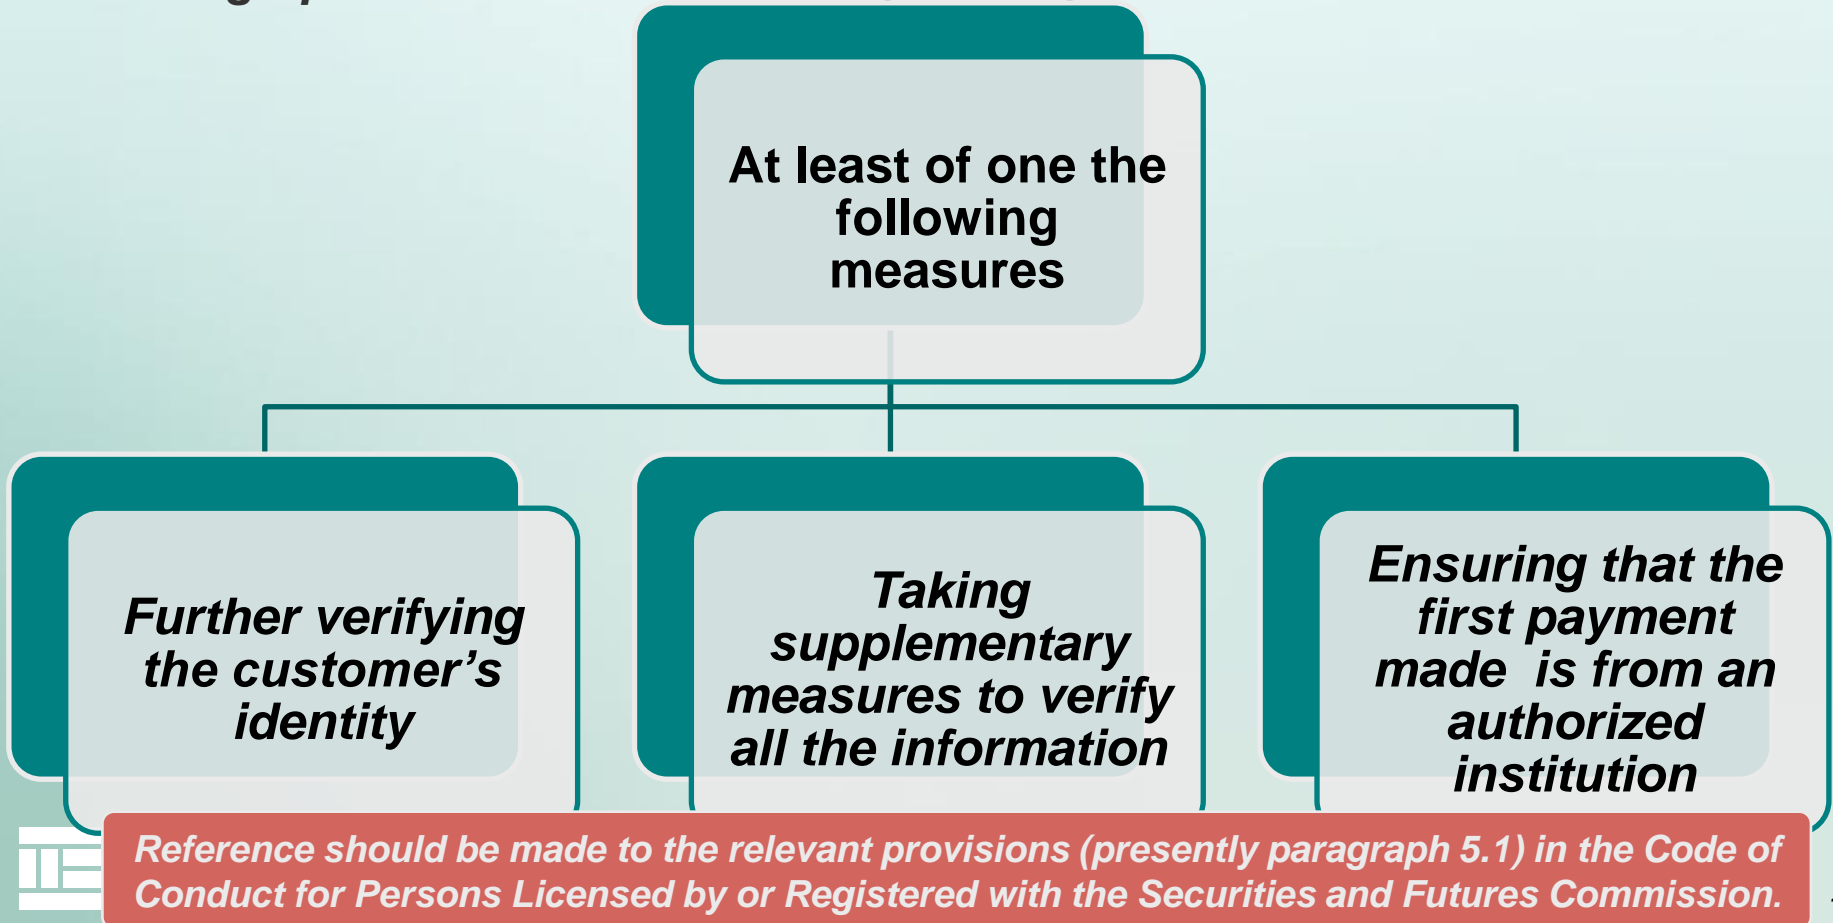 At least of one the
following
measures
Further verifying
the customer’s
identity
Taking
supplementary
measures to verify
all the information
Ensuring that the
first payment
made is from an
authorized
institution
Reference should be made to the relevant provisions (presently paragraph 5.1) in the Code of
Conduct for Persons Licensed by or Registered with the Securities and Futures Commission.